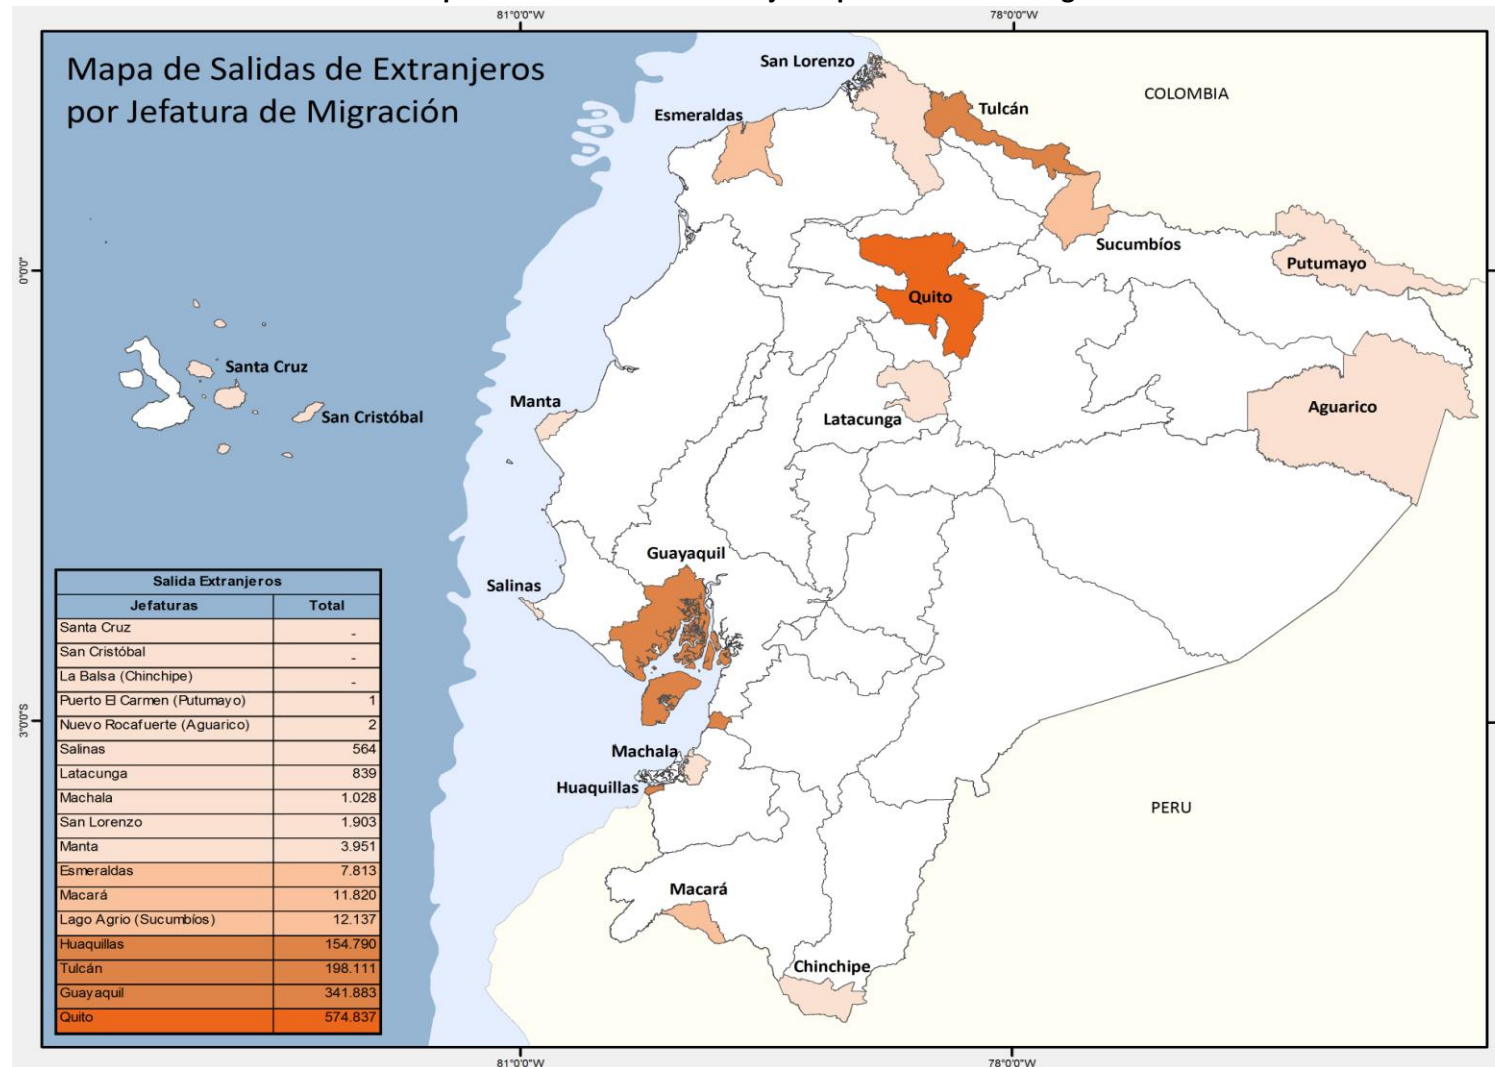 81°0'0"W
78°0'0"W
Mapa de Salidas de Extranjeros
por Jefatura de Migración
San Lorenzo
COLOMBIA
Tulcán
Esmeraldas
Sucumbíos
Putumayo
0°0'0"
Quito
Santa Cruz
Manta
Aguarico
San Cristóbal
Latacunga
Guayaquil
Salinas
Salida Extranjeros
Jefaturas Total
Santa Cruz -
San Cristóbal -
La Balsa (Chinchipe) -
Puerto El Carmen (Putumayo) 1
Nuevo Rocafuerte (Aguarico) 2
Salinas 564
Latacunga 839
Machala 1.028
San Lorenzo 1.903
Manta 3.951
Esmeraldas 7.813
Macará 11.820
Lago Agrio (Sucumbíos) 12.137
Huaquillas 154.790
Tulcán 198.111
Guayaquil 341.883
Quito 574.837
3°0'0"S
Machala
Huaquillas
PERU
Macará
Chinchipe
81°0'0"W
78°0'0"W